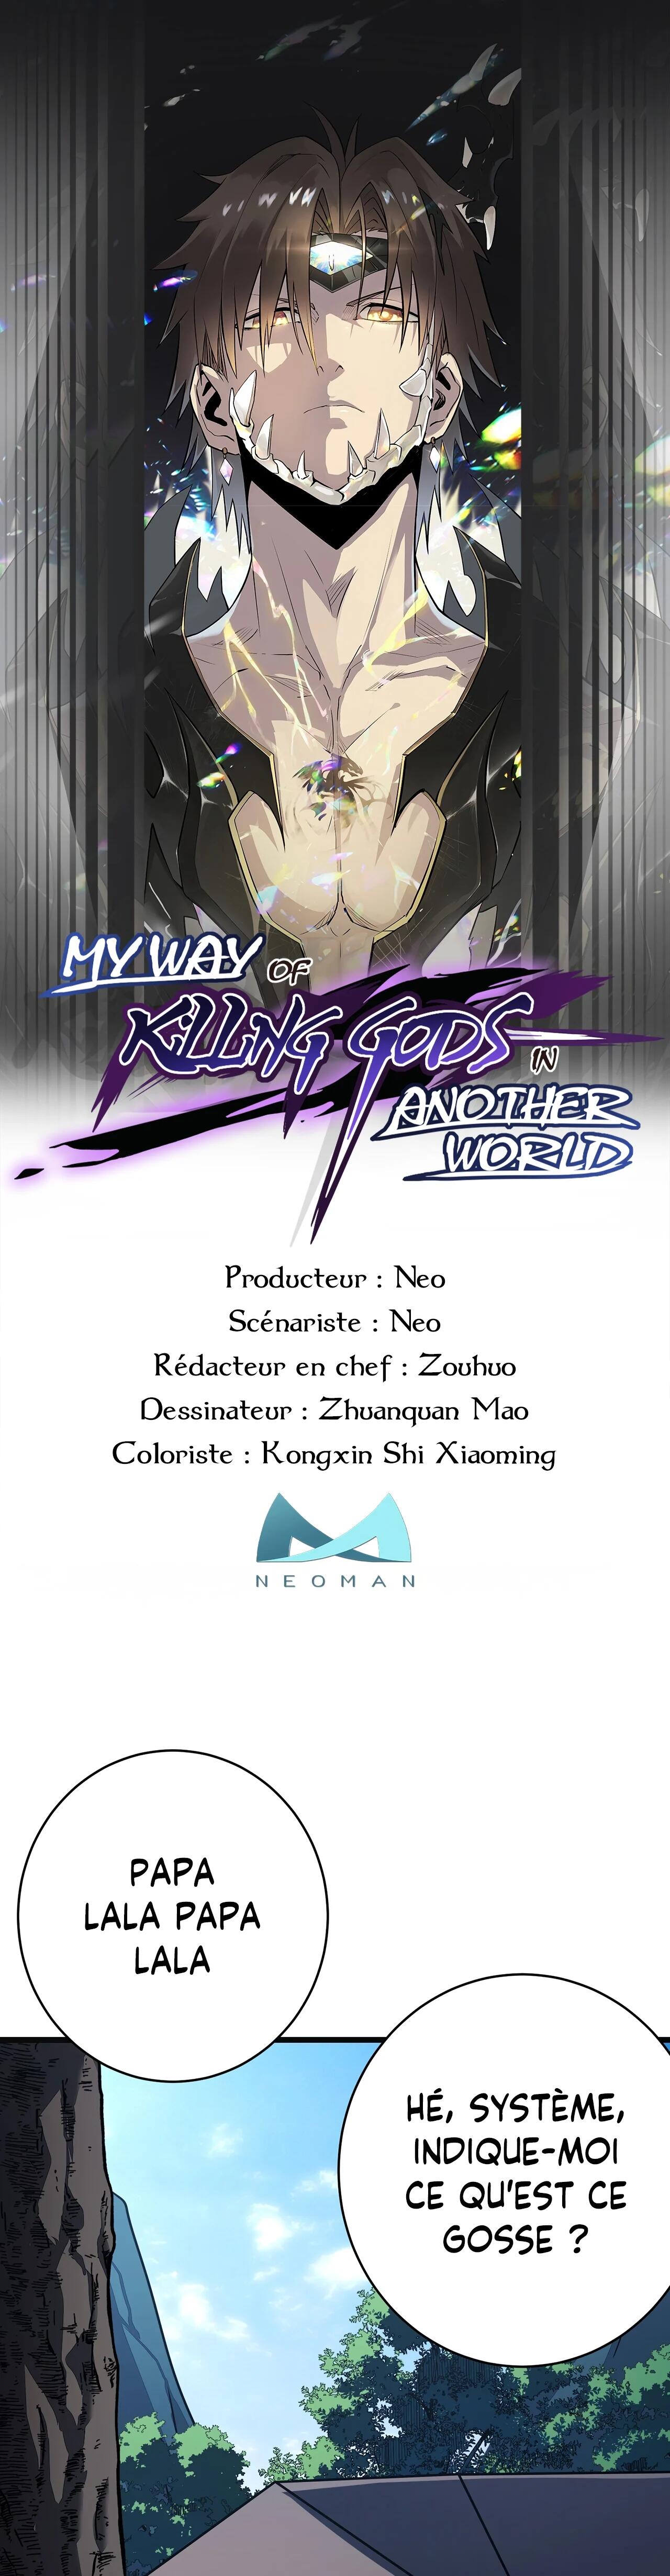 MY WAY OF
KILLING GODS IN
ANOTHER
WORLD
Producteur : Neo
Scénariste : Neo
Rédacteur en chef : Zouhuo
Dessinateur : Zhuanquan Mao
Coloriste : Kongxin Shi Xiaoming
NEOMAN
PAPA
LALA PAPA
LALA
HÉ, SYSTÈME,
INDIQUE-MOI
CE QU'EST CE
GOSSE ?